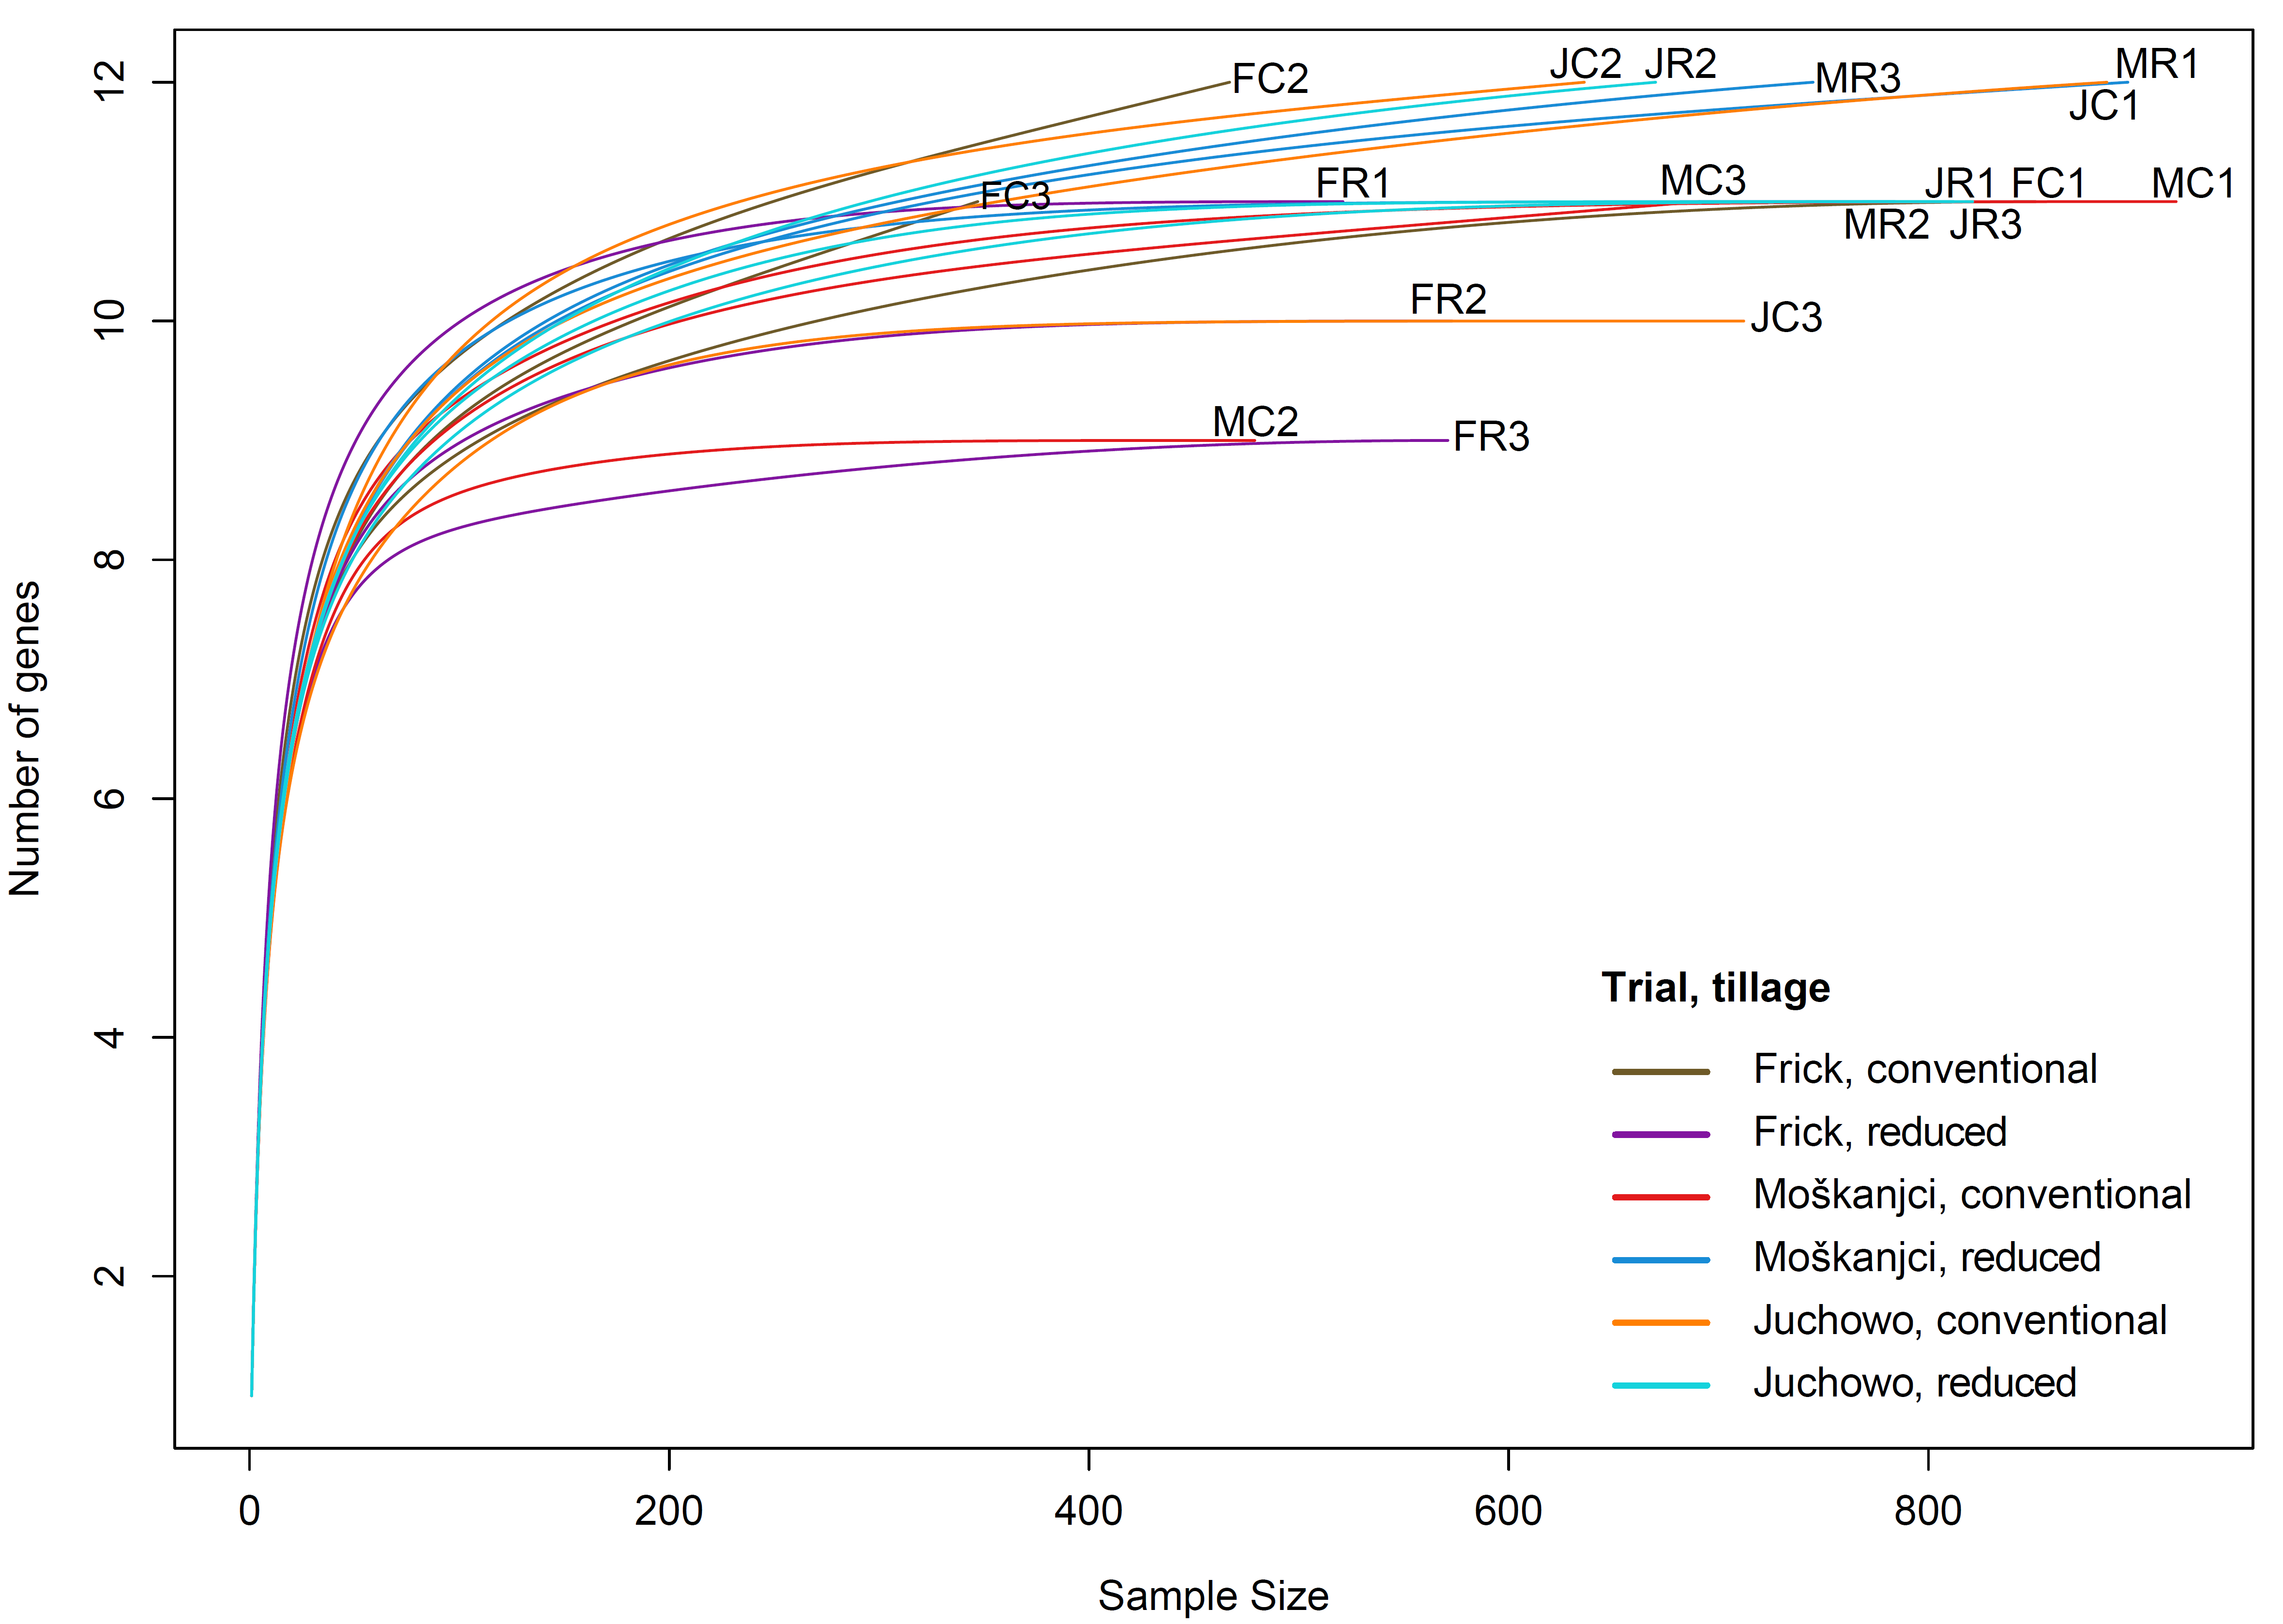 12
10
8
6
4
2
Number of genes
FC2
JC2
JR2
MR3
MR1
JC1
FC3
FR1
MC3
JR1
FC1
MC1
MR2
JR3
FR2
JC3
MC2
FR3
Trial, tillage
Frick, conventional
Frick, reduced
Moškanjci, conventional
Moškanjci, reduced
Juchowo, conventional
Juchowo, reduced
0
200
400
600
800
Sample Size